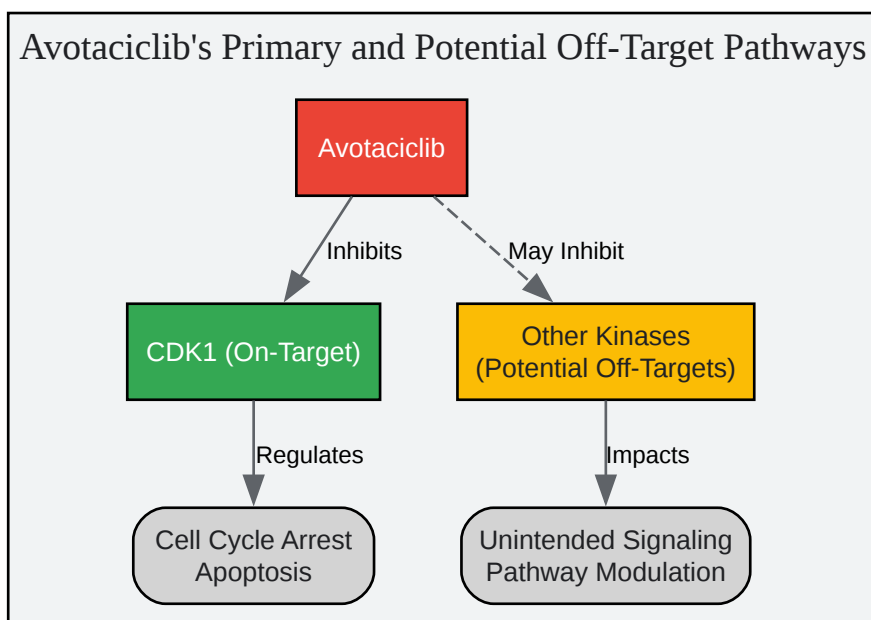 Avotaciclib's Primary and Potential Off-Target Pathways
Avotaciclib
Inhibits
May Inhibit
CDK1 (On-Target)
Other Kinases
(Potential Off-Targets)
Regulates
Impacts
Cell Cycle Arrest
Apoptosis
Unintended Signaling
Pathway Modulation